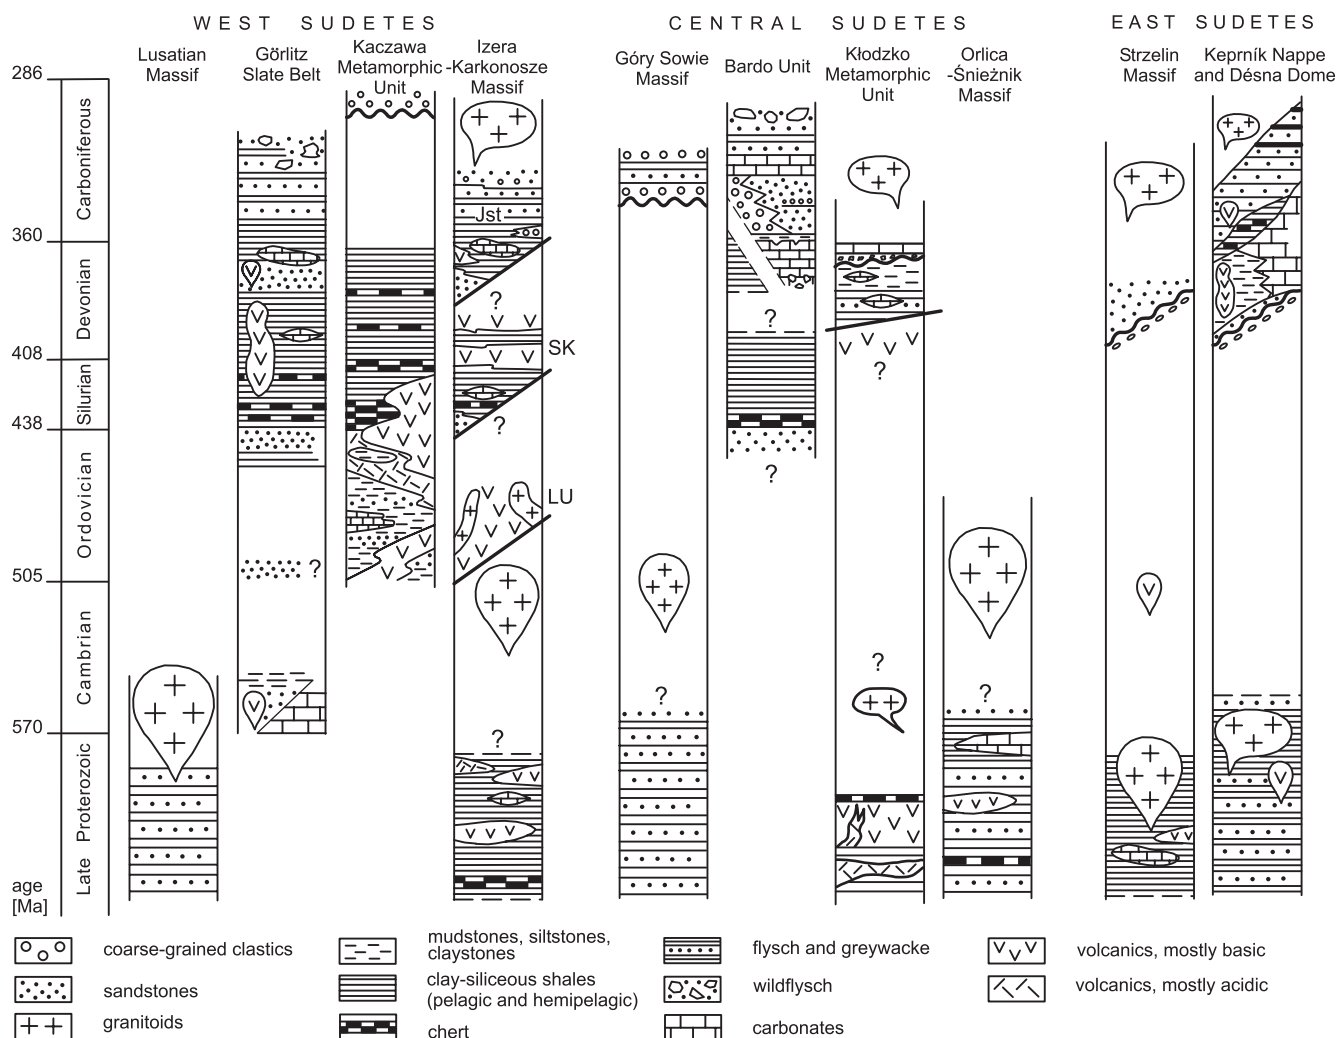 WEST SUDETES
CENTRAL SUDETES
EAST SUDETES
Lusatian
Massif
Görlitz
Slate Belt
Kaczawa
Metamorphic
Unit
Izera
-Karkonosze
Massif
Góry Sowie
Massif
Bardo Unit
Kłodzko
Metamorphic
Unit
Orlica
-Śnieżnik
Massif
Strzelin
Massif
Keprník Nappe
and Désna Dome
286
Carboniferous
360
Devonian
408
Silurian
438
Ordovician
505
Cambrian
570
Late Proterozoic
age
[Ma]
Jst
?
SK
?
LU
?
?
?
?
?
?
?
?
?
coarse-grained clastics
sandstones
granitoids
mudstones, siltstones,
claystones
clay-siliceous shales
(pelagic and hemipelagic)
chert
flysch and greywacke
wildflysch
carbonates
volcanics, mostly basic
volcanics, mostly acidic